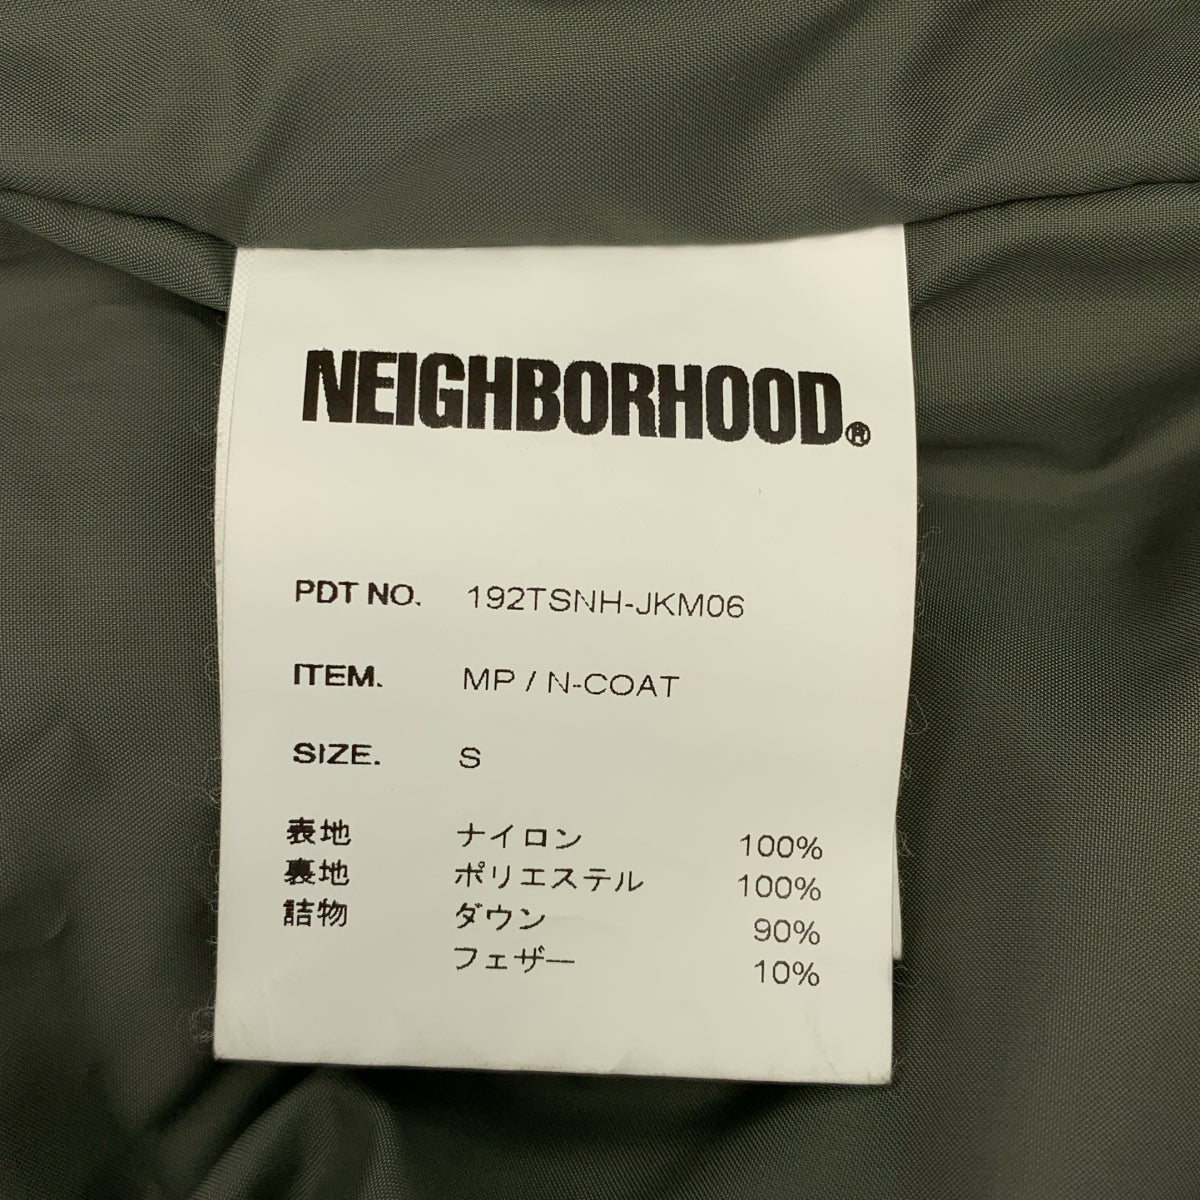 NEIGHBORHOOD®
PDT NO. 192TSNH-JKM06
ITEM. MP / N-COAT
SIZE. S
表地 ナイロン 100%
裏地 ポリエステル 100%
詰物 ダウン 90%
フェザー 10%